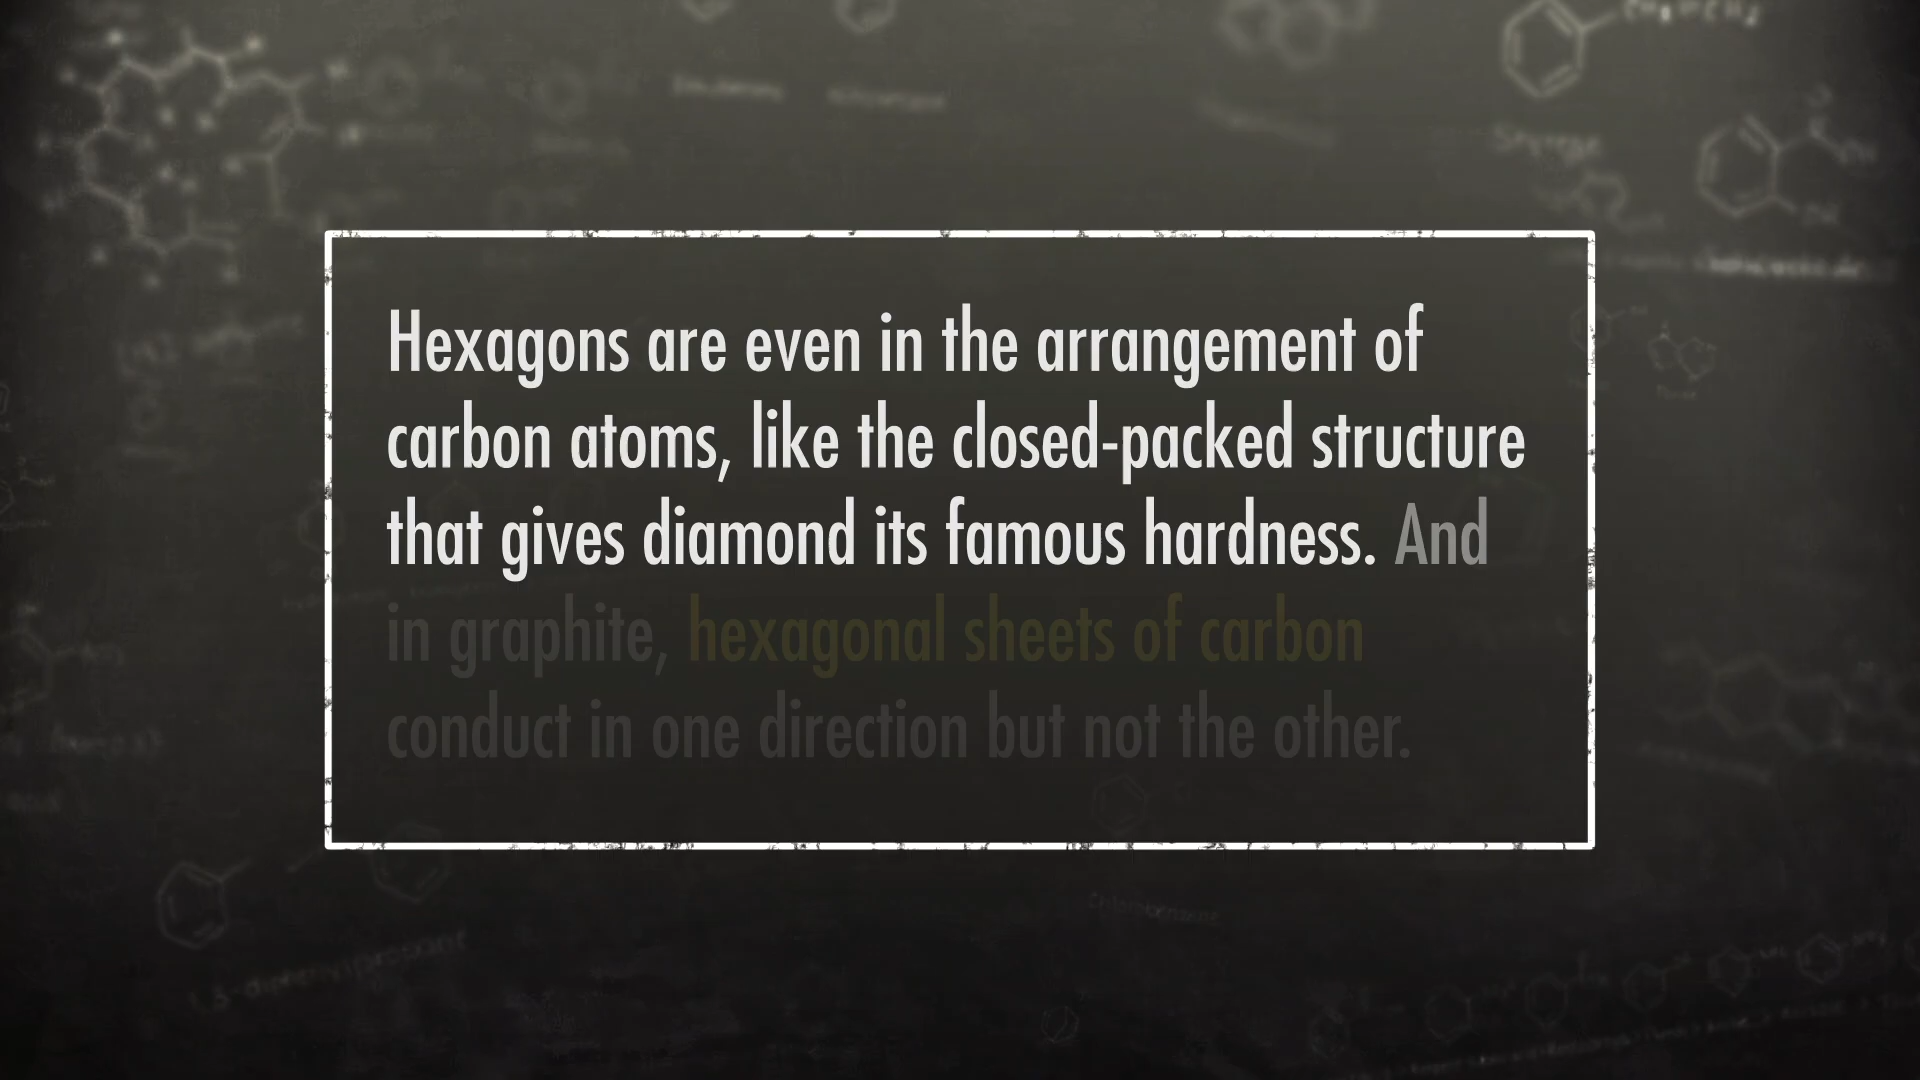 Hexagons are even in the arrangement of
carbon atoms, like the closed-packed structure
that gives diamond its famous hardness. And
in graphite, hexagonal sheets of carbon
conduct in one direction but not the other.
Chlorobenzene